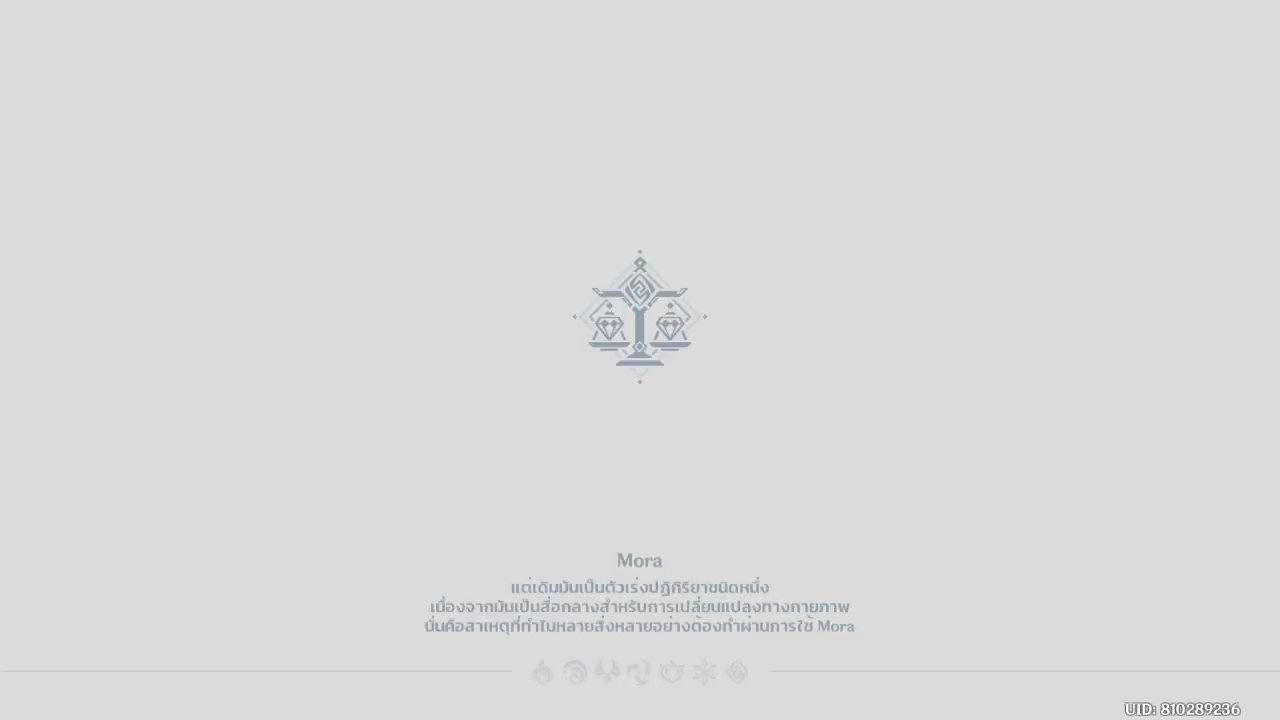 Mora
แต่เดิมมันเป็นตัวเร่งปฏิกิริยาชนิดหนึ่ง
เนื่องจากมันเป็นสื่อกลางสำหรับการเปลี่ยนแปลงทางกายภาพ
นั่นคือสาเหตุที่ทำไมหลายสิ่งหลายอย่างต้องทำผ่านการใช้ Mora
UID: 810289236